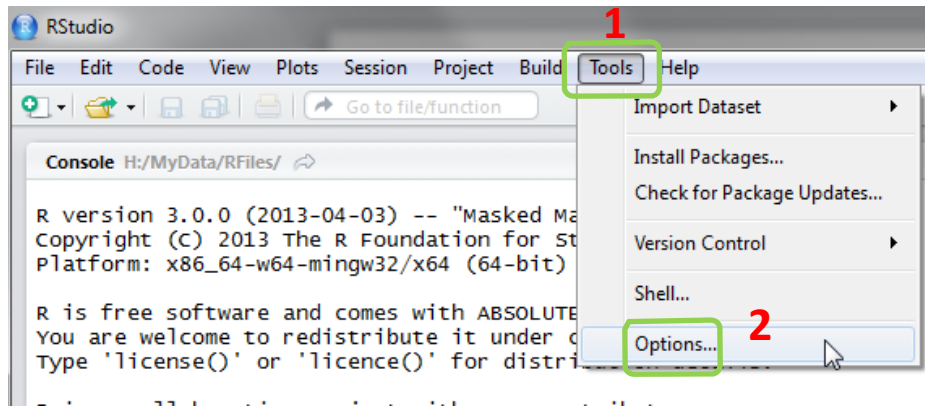 RStudio
1
File Edit Code View Plots Session Project Build Tools Help
Go to file/function
Import Dataset
Console H:/MyData/RFiles/
Install Packages...
Check for Package Updates...
R version 3.0.0 (2013-04-03) -- "Masked Ma
Copyright (C) 2013 The R Foundation for St
Platform: x86_64-w64-mingw32/x64 (64-bit)
Version Control
Shell...
R is free software and comes with ABSOLUTE
You are welcome to redistribute it under c
Type 'license()' or 'licence()' for distri
Options...
2